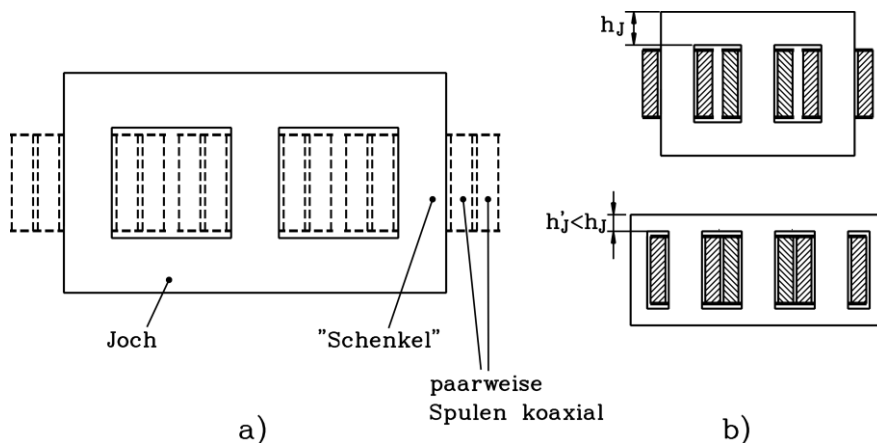 h_J
h'_J<h_J
Joch
"Schenkel"
paarweise
Spulen koaxial
a)
b)